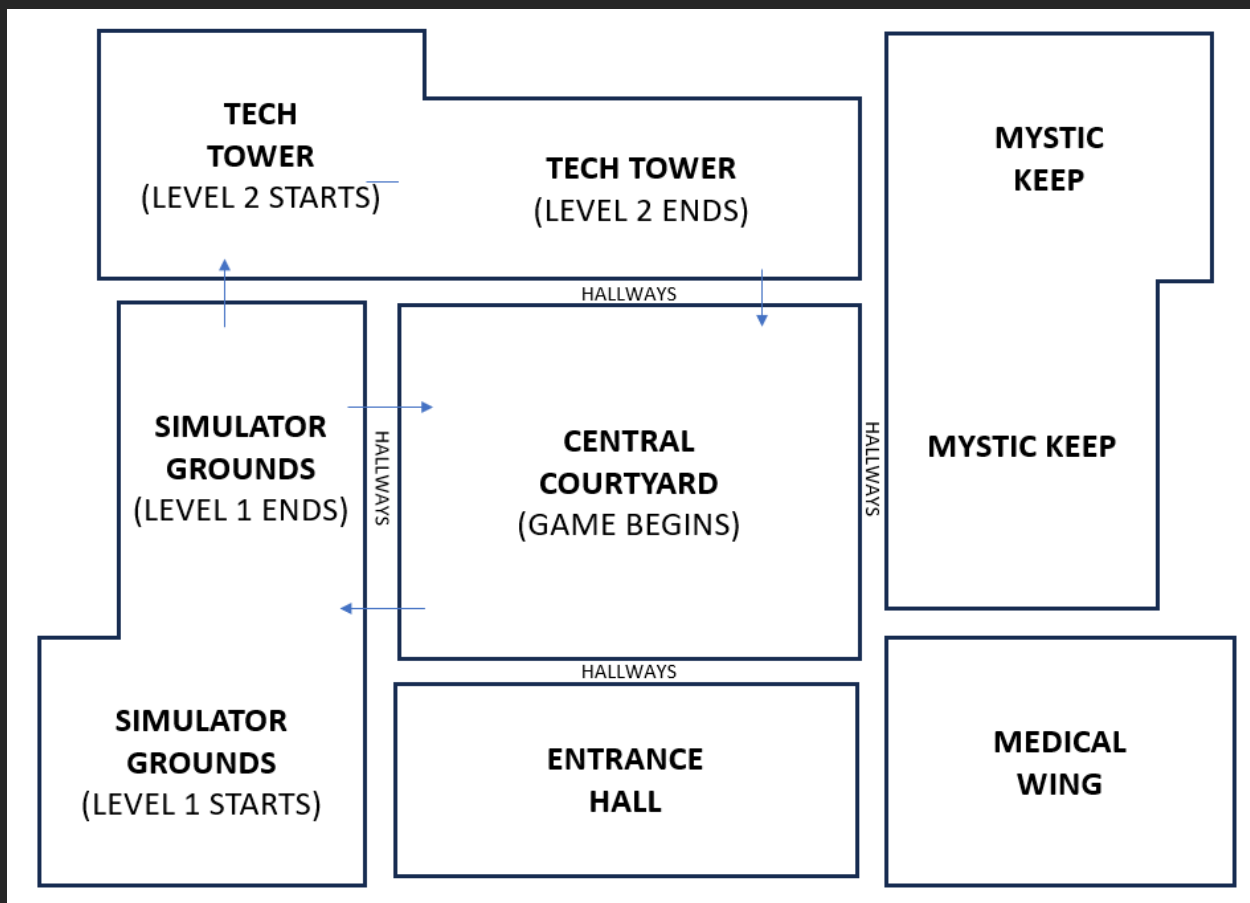 TECH
TOWER
(LEVEL 2 STARTS)
TECH TOWER
(LEVEL 2 ENDS)
MYSTIC
KEEP
HALLWAYS
SIMULATOR
GROUNDS
(LEVEL 1 ENDS)
HALLWAYS
CENTRAL
COURTYARD
(GAME BEGINS)
HALLWAYS
MYSTIC KEEP
HALLWAYS
SIMULATOR
GROUNDS
(LEVEL 1 STARTS)
ENTRANCE
HALL
MEDICAL
WING